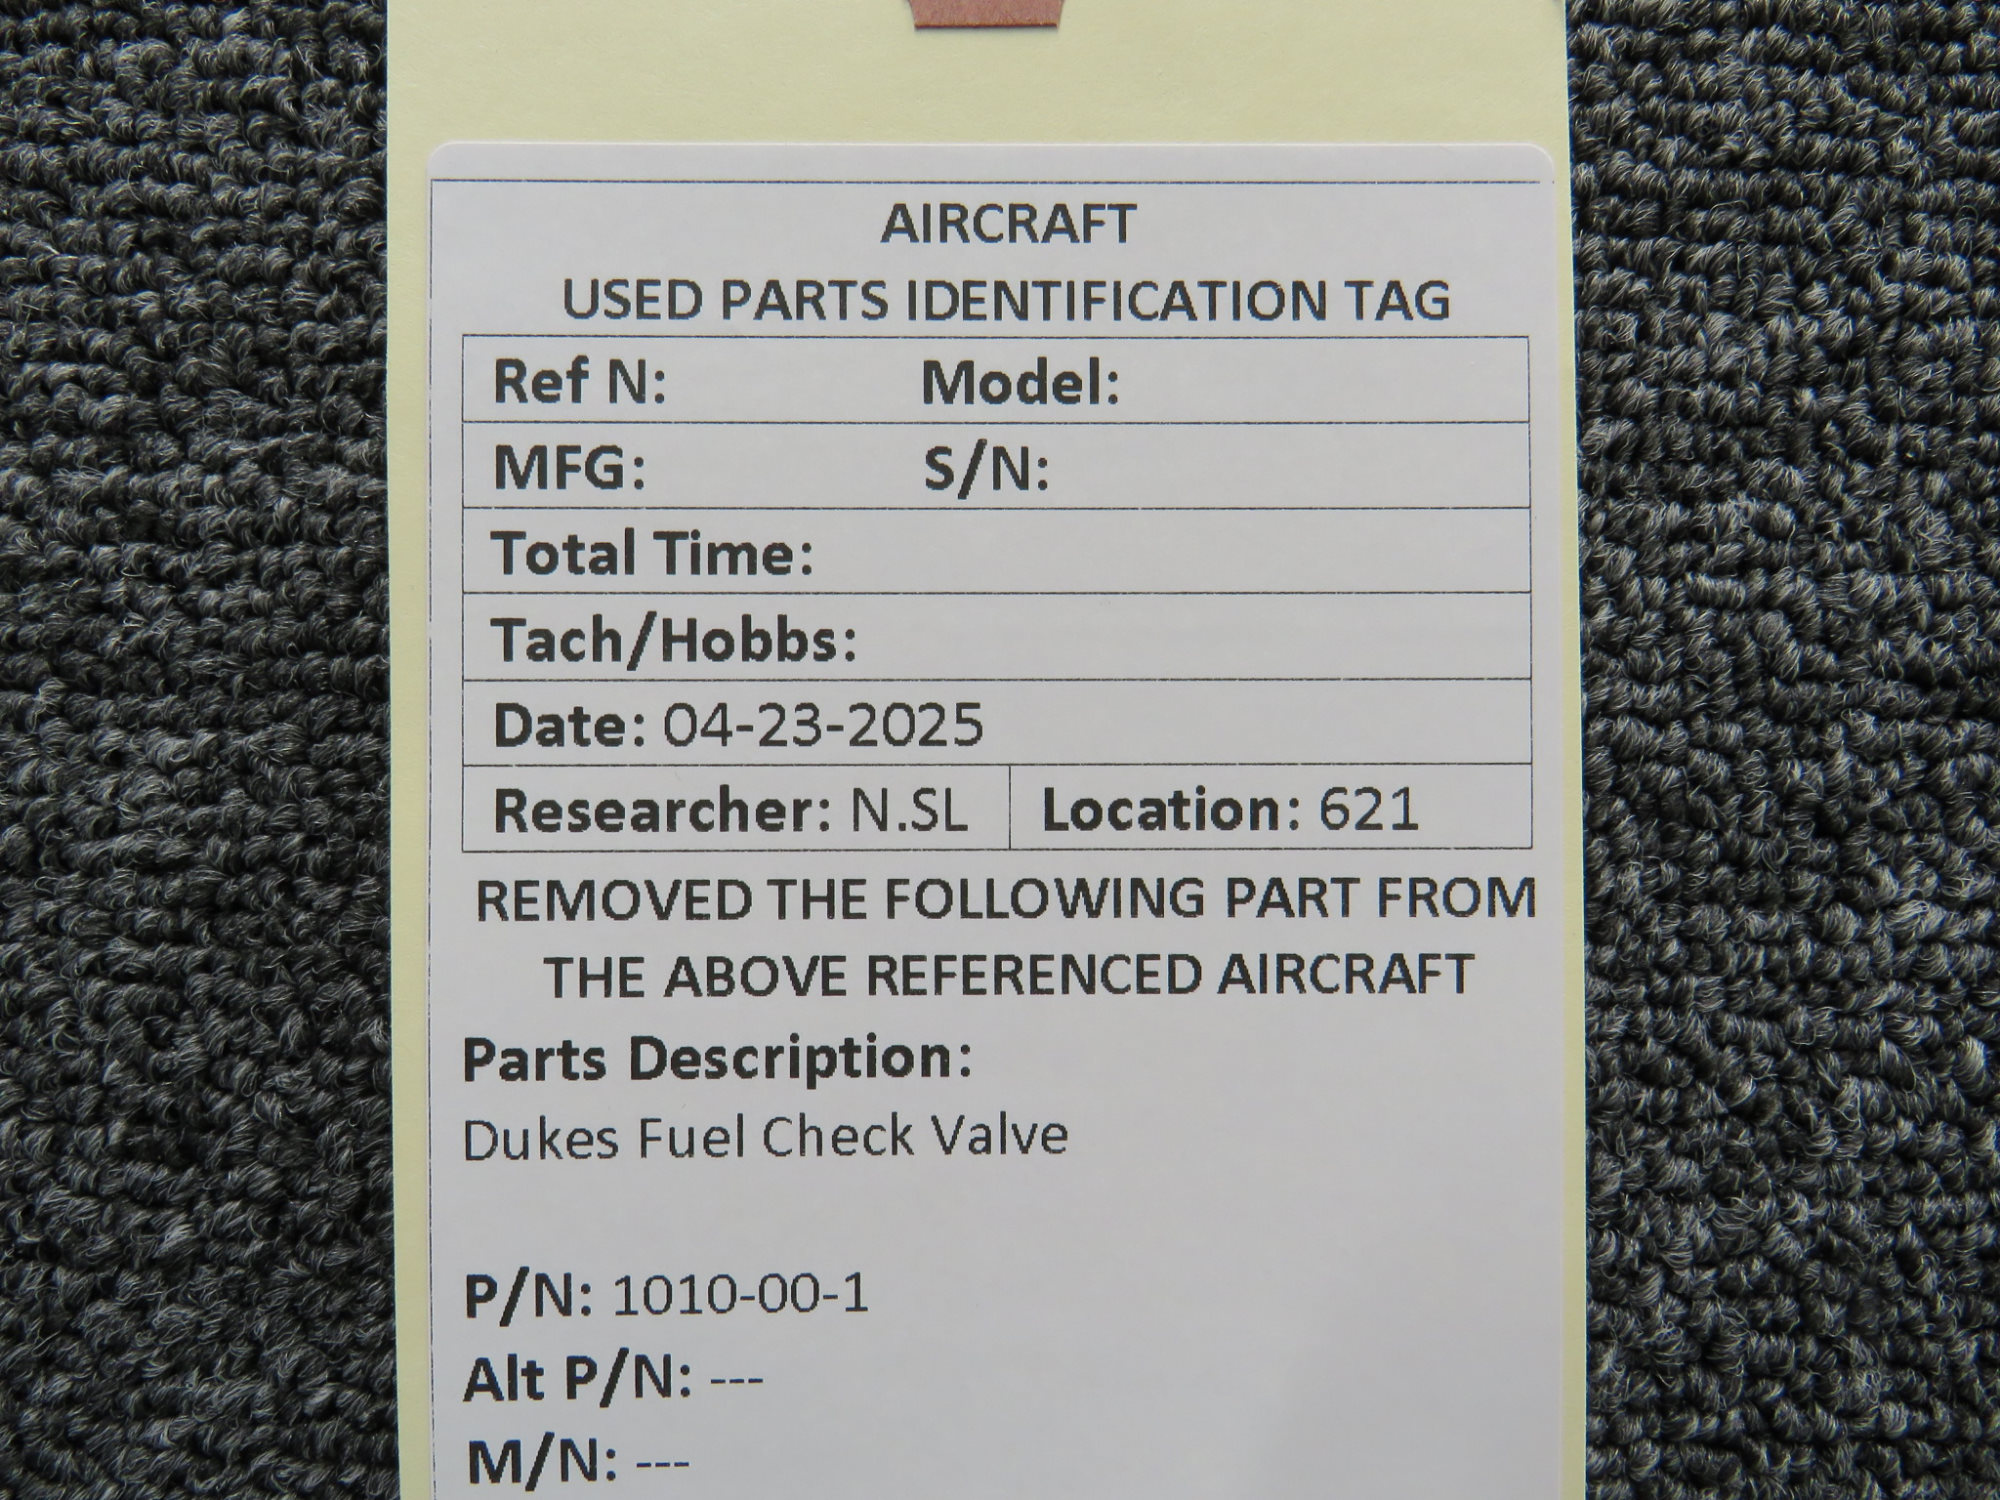 AIRCRAFT
USED PARTS IDENTIFICATION TAG
Ref N: Model:
MFG: S/N:
Total Time:
Tach/Hobbs:
Date: 04-23-2025
Researcher: N.SL Location: 621
REMOVED THE FOLLOWING PART FROM
THE ABOVE REFERENCED AIRCRAFT
Parts Description:
Dukes Fuel Check Valve
P/N: 1010-00-1
Alt P/N: ---
M/N: ---